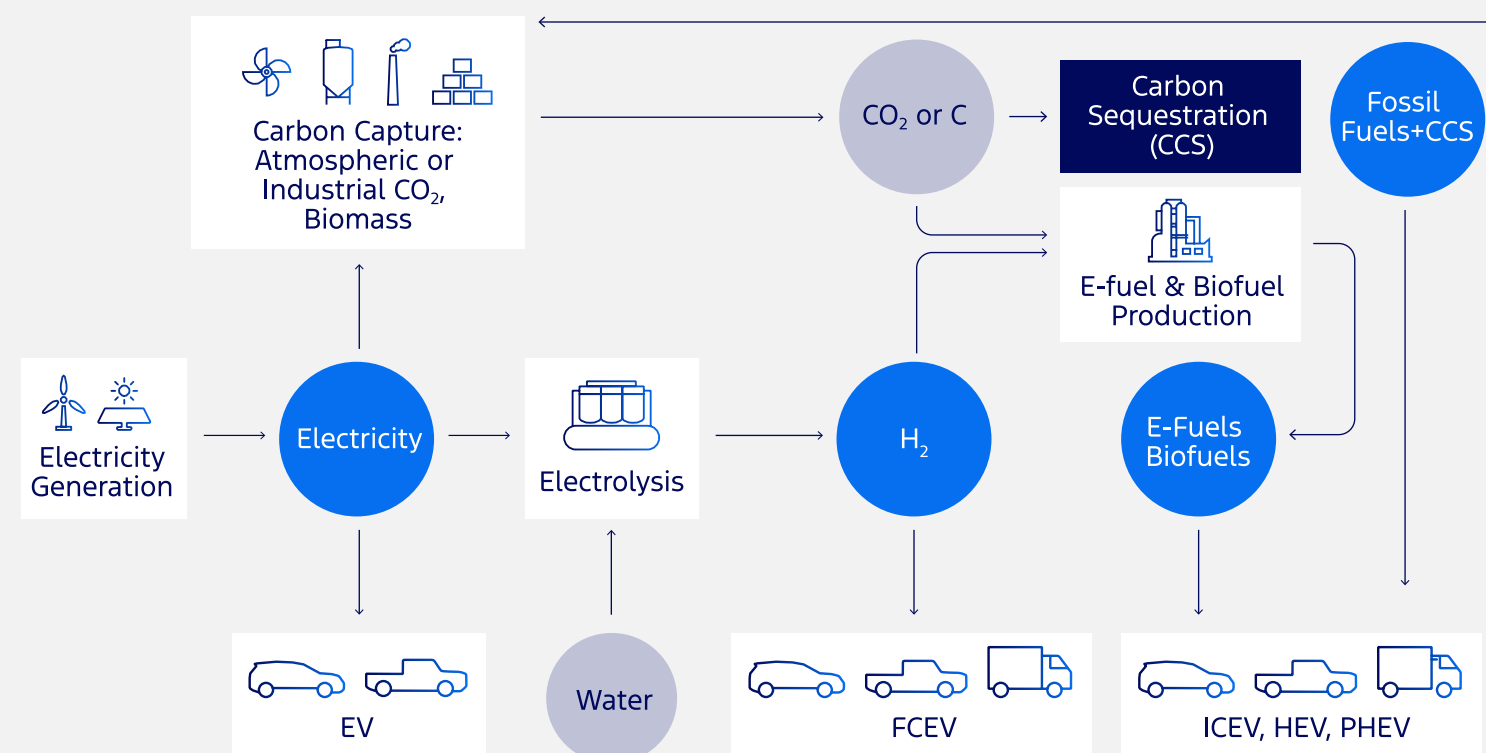 Carbon Capture:
Atmospheric or
Industrial CO₂,
Biomass
CO₂ or C
Carbon
Sequestration
(CCS)
Fossil
Fuels+CCS
E-fuel & Biofuel
Production
Electricity
Generation
Electricity
Electrolysis
H₂
E-Fuels
Biofuels
EV
Water
FCEV
ICEV, HEV, PHEV